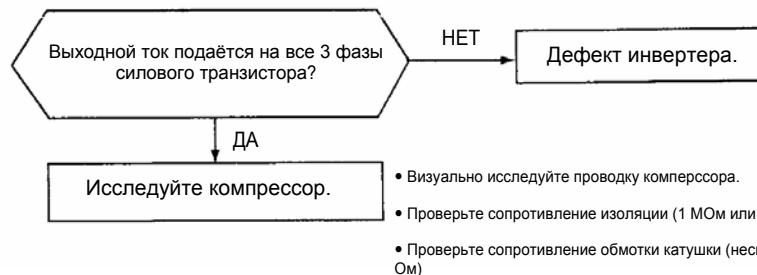 Выходной ток подаётся на все 3 фазы
силового транзистора?
НЕТ
Дефект инвертера.
ДА
Исследуйте компрессор.
• Визуально исследуйте проводку комперссора.
• Проверьте сопротивление изоляции (1 МОм или
• Проверьте сопротивление обмотки катушки
Ом)